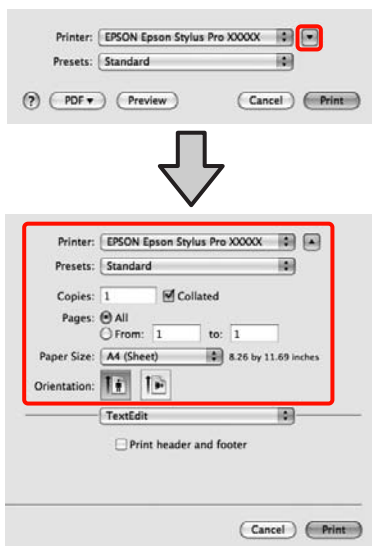 Printer: EPSON Epson Stylus Pro XXXXX
Presets: Standard
? PDF▼ Preview Cancel Print
Printer: EPSON Epson Stylus Pro XXXXX
Presets: Standard
Copies: 1 Collated
Pages: All
From: 1 to: 1
Paper Size: A4 (Sheet) 8.26 by 11.69 inches
Orientation:
TextEdit
Print header and footer
Cancel Print